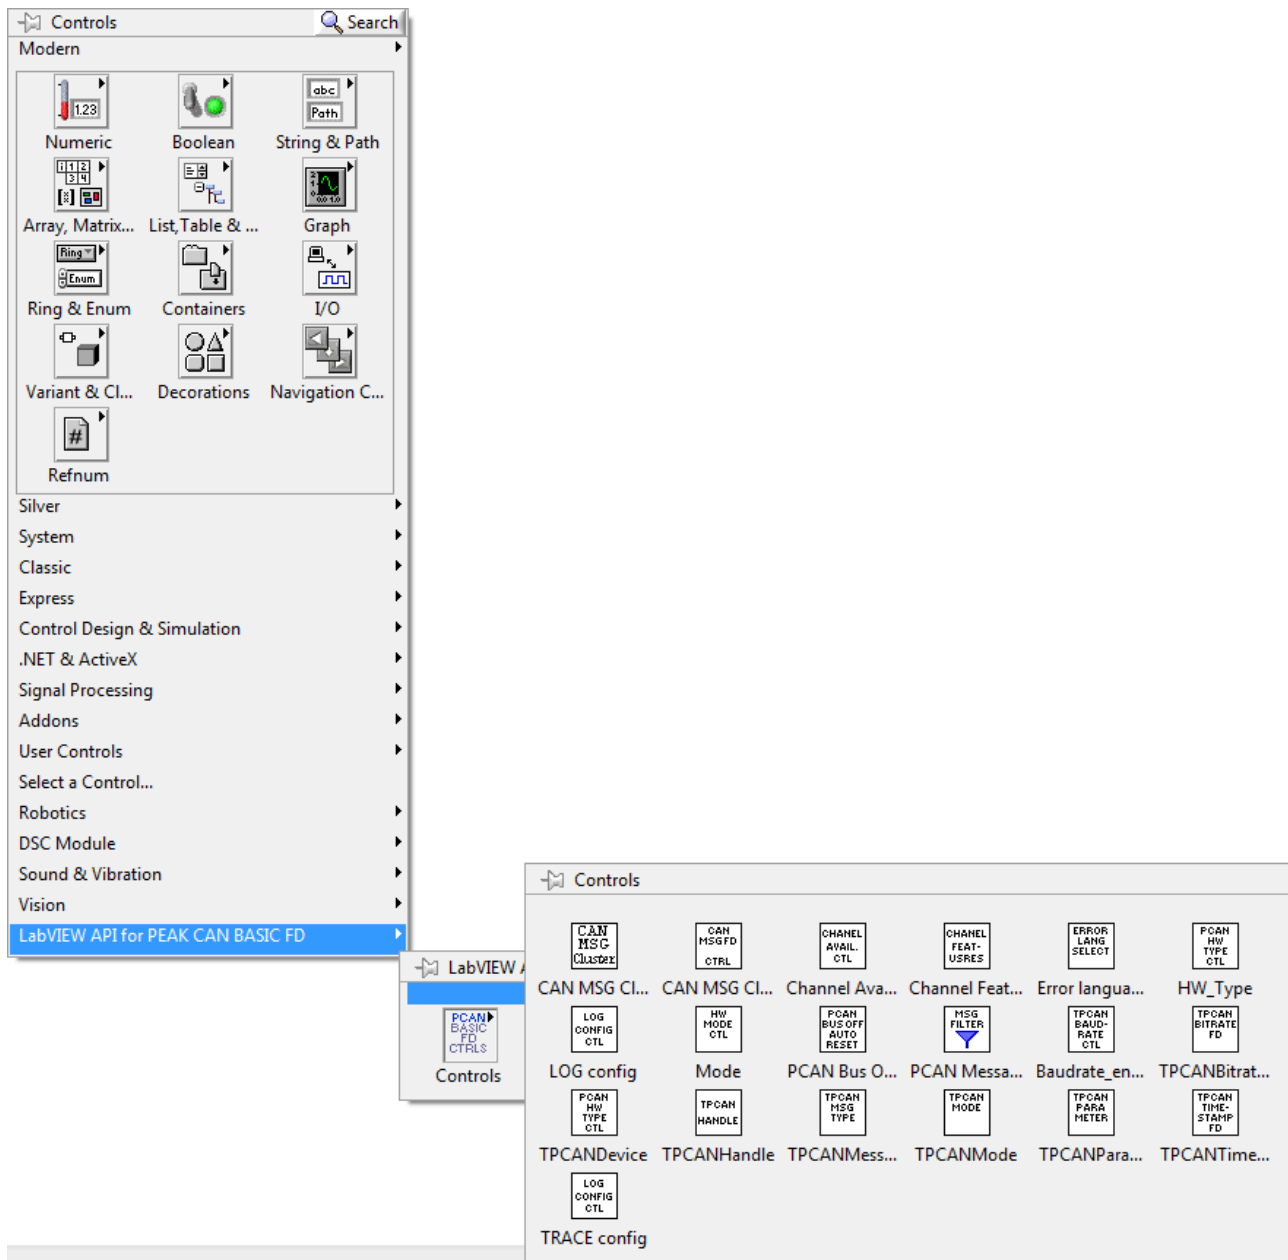 Controls Search
Modern
1.23
abc
Path
Numeric Boolean String & Path
Array, Matrix... List,Table & ... Graph
Ring
Enum
Ring & Enum Containers I/O
Variant & Cl... Decorations Navigation C...
#
Refnum
Silver
System
Classic
Express
Control Design & Simulation
.NET & ActiveX
Signal Processing
Addons
User Controls
Select a Control...
Robotics
DSC Module
Sound & Vibration
Vision
LabVIEW API for PEAK CAN BASIC FD
LabVIEW A
PCAN
BASIC
FD
CTRLS
Controls
Controls
CAN
MSG
Cluster
CAN
MSG FD
CTRL
CHANEL
AVAIL.
CTL
CHANEL
FEAT-
USRES
ERROR
LANG
SELECT
PCAN
HW
TYPE
CTL
CAN MSG Cl... CAN MSG Cl... Channel Ava... Channel Feat... Error langua... HW_Type
LOG
CONFIG
CTL
HW
MODE
CTL
PCAN
BUS OFF
AUTO
RESET
MSG
FILTER
TPCAN
BAUD-
RATE
CTL
TPCAN
BITRATE
FD
LOG config Mode PCAN Bus O... PCAN Messa... Baudrate_en... TPCANBitrat...
PCAN
HW
TYPE
CTL
TPCAN
HANDLE
TPCAN
MSG
TYPE
TPCAN
MODE
TPCAN
PARA
METER
TPCAN
TIME-
STAMP
FD
TPCANDevice TPCANHandle TPCANMess... TPCANMode TPCANPara... TPCANTime...
LOG
CONFIG
CTL
TRACE config